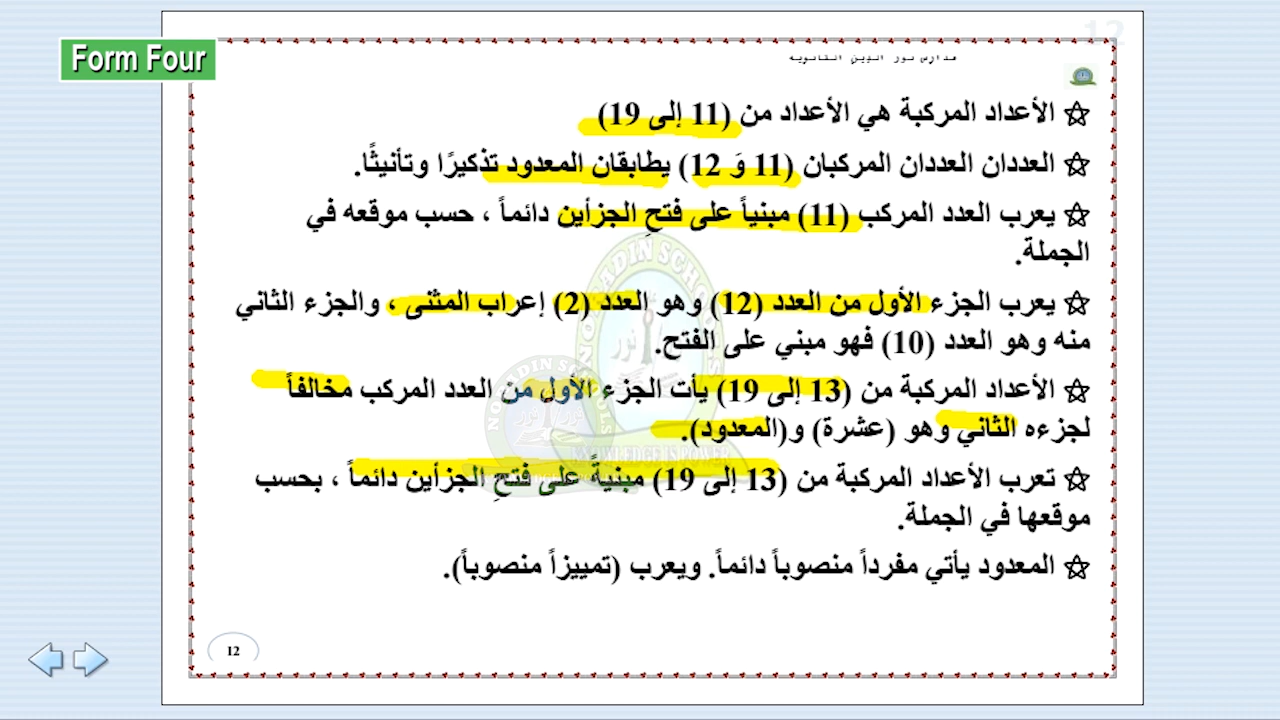 12
Form Four
مدارس نور الدين الثانوية
الأعداد المركبة هي الأعداد من (11 إلى 19)
العددان العددان المركبان (11 وَ 12) يطابقان المعدود تذكيرًا وتأنيثًا.
يعرب العدد المركب (11) مبنياً على فتحِ الجزأين دائماً ، حسب موقعه في
الجملة.
يعرب الجزء الأول من العدد (12) وهو العدد (2) إعراب المثنى ، والجزء الثاني
منه وهو العدد (10) فهو مبني على الفتح.
الأعداد المركبة من (13 إلى 19) يأت الجزء الأول من العدد المركب مخالفاً
لجزءه الثاني وهو (عشرة) و(المعدود).
تعرب الأعداد المركبة من (13 إلى 19) مبنيةً على فتحِ الجزأين دائماً ، بحسب
موقعها في الجملة.
المعدود يأتي مفرداً منصوباً دائماً. ويعرب (تمييزاً منصوباً).
12